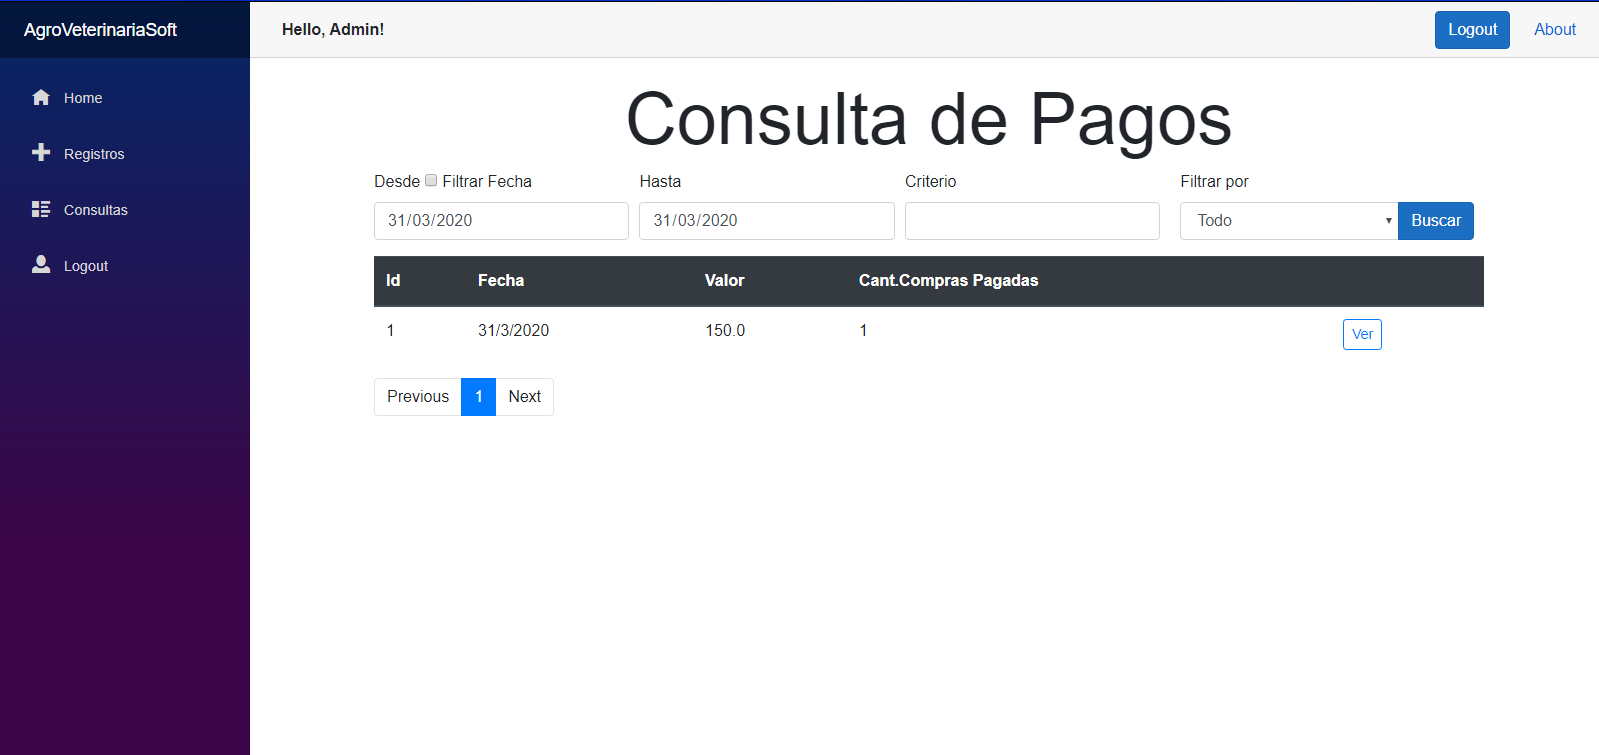 AgroVeterinariaSoft
Hello, Admin!
Logout
About
Home
Registros
Consultas
Logout
Consulta de Pagos
Desde Filtrar Fecha
Hasta
Criterio
Filtrar por
31/03/2020
31/03/2020
Todo
Buscar
Id Fecha Valor Cant.Compras Pagadas
1 31/3/2020 150.0 1 Ver
Previous 1 Next